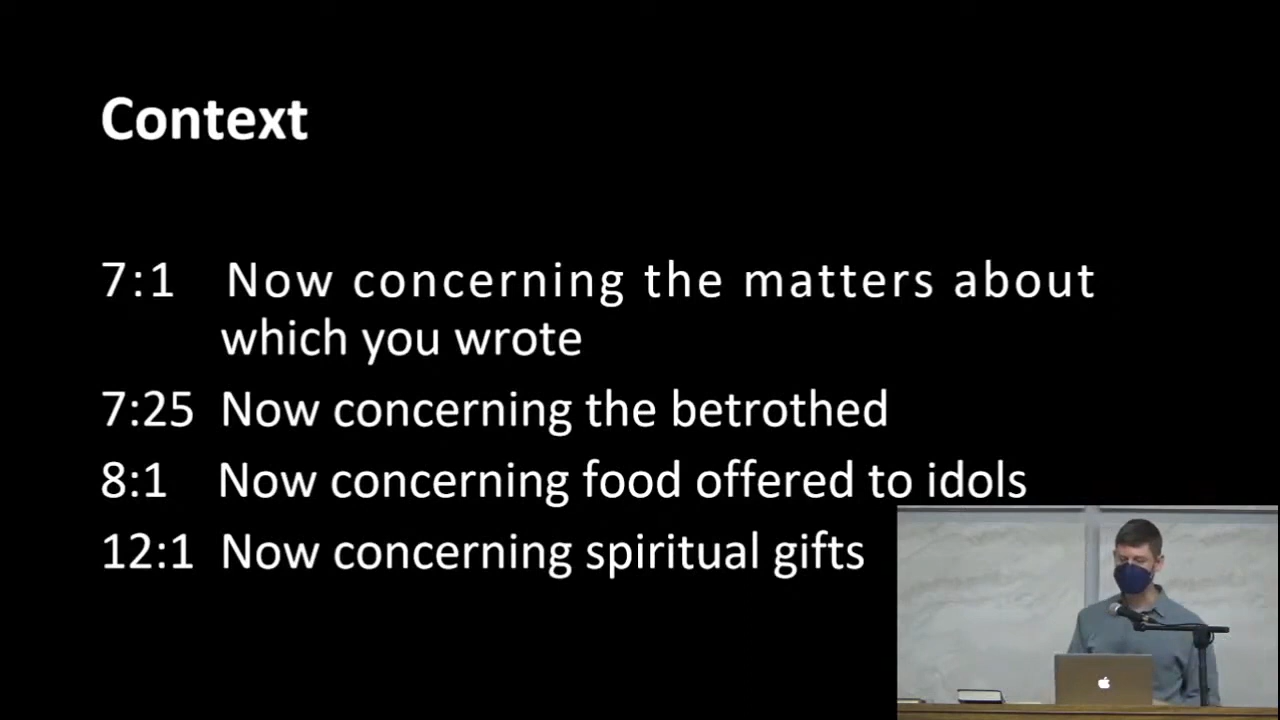 Context
7:1 Now concerning the matters about
which you wrote
7:25 Now concerning the betrothed
8:1 Now concerning food offered to idols
12:1 Now concerning spiritual gifts